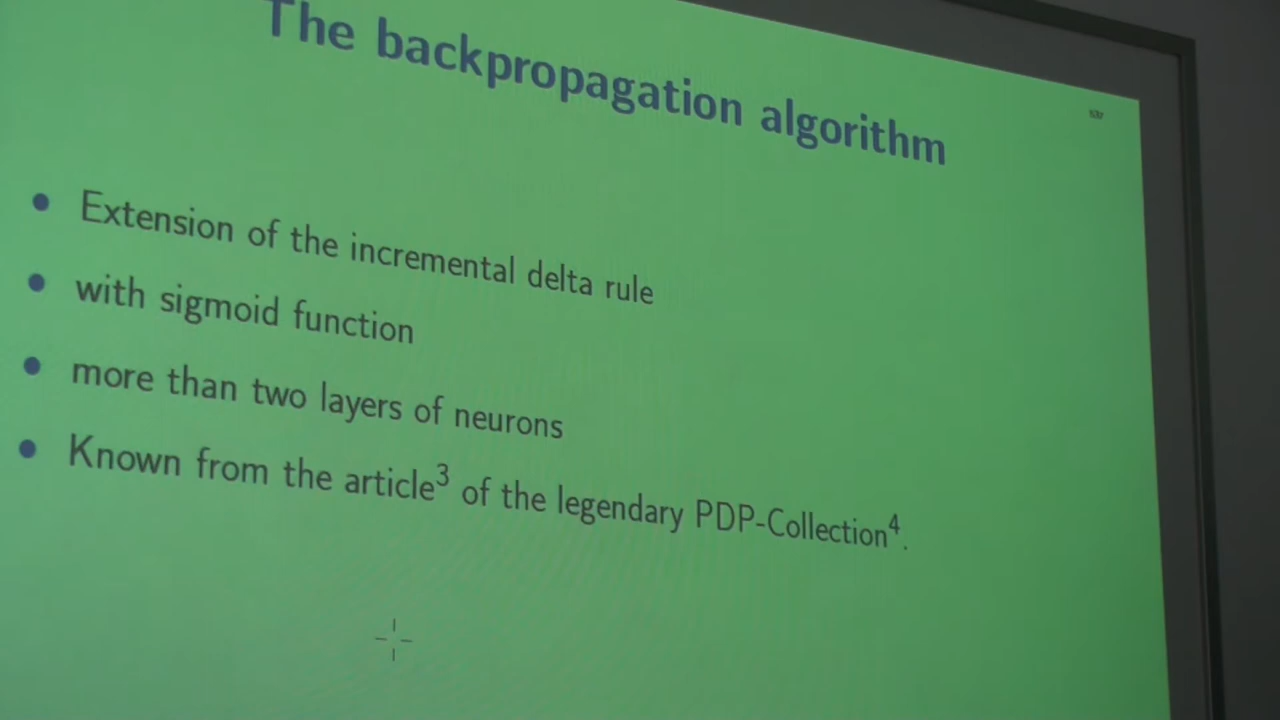 The backpropagation algorithm
• Extension of the incremental delta rule
• with sigmoid function
• more than two layers of neurons
• Known from the article³ of the legendary PDP-Collection⁴.